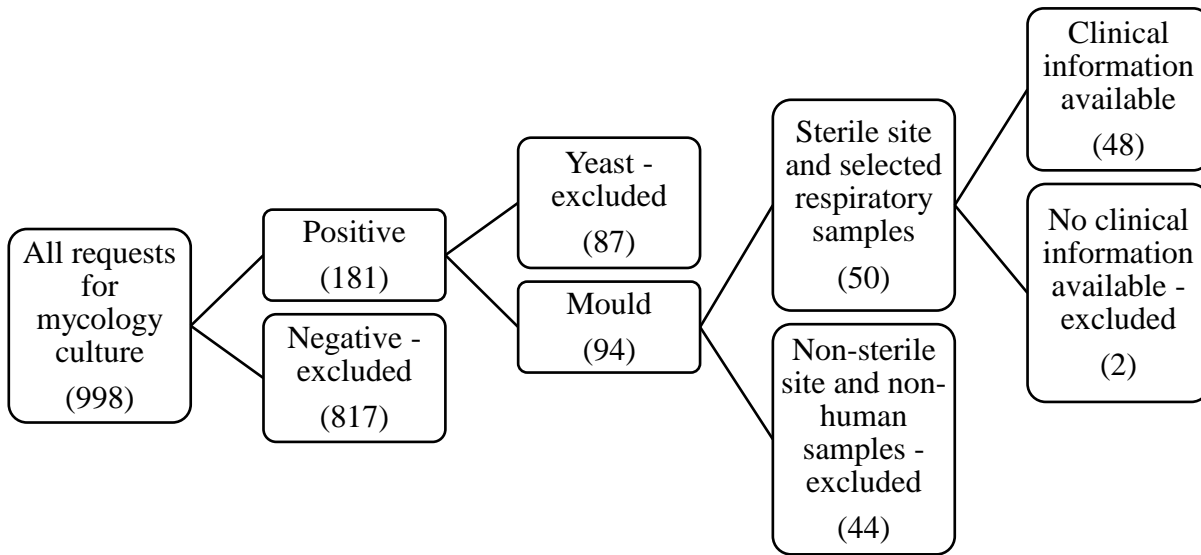 All requests
for
mycology
culture
(998)
Positive
(181)
Negative -
excluded
(817)
Yeast -
excluded
(87)
Mould
(94)
Sterile site
and selected
respiratory
samples
(50)
Non-sterile
site and non-
human
samples -
excluded
(44)
Clinical
information
available
(48)
No clinical
information
available -
excluded
(2)